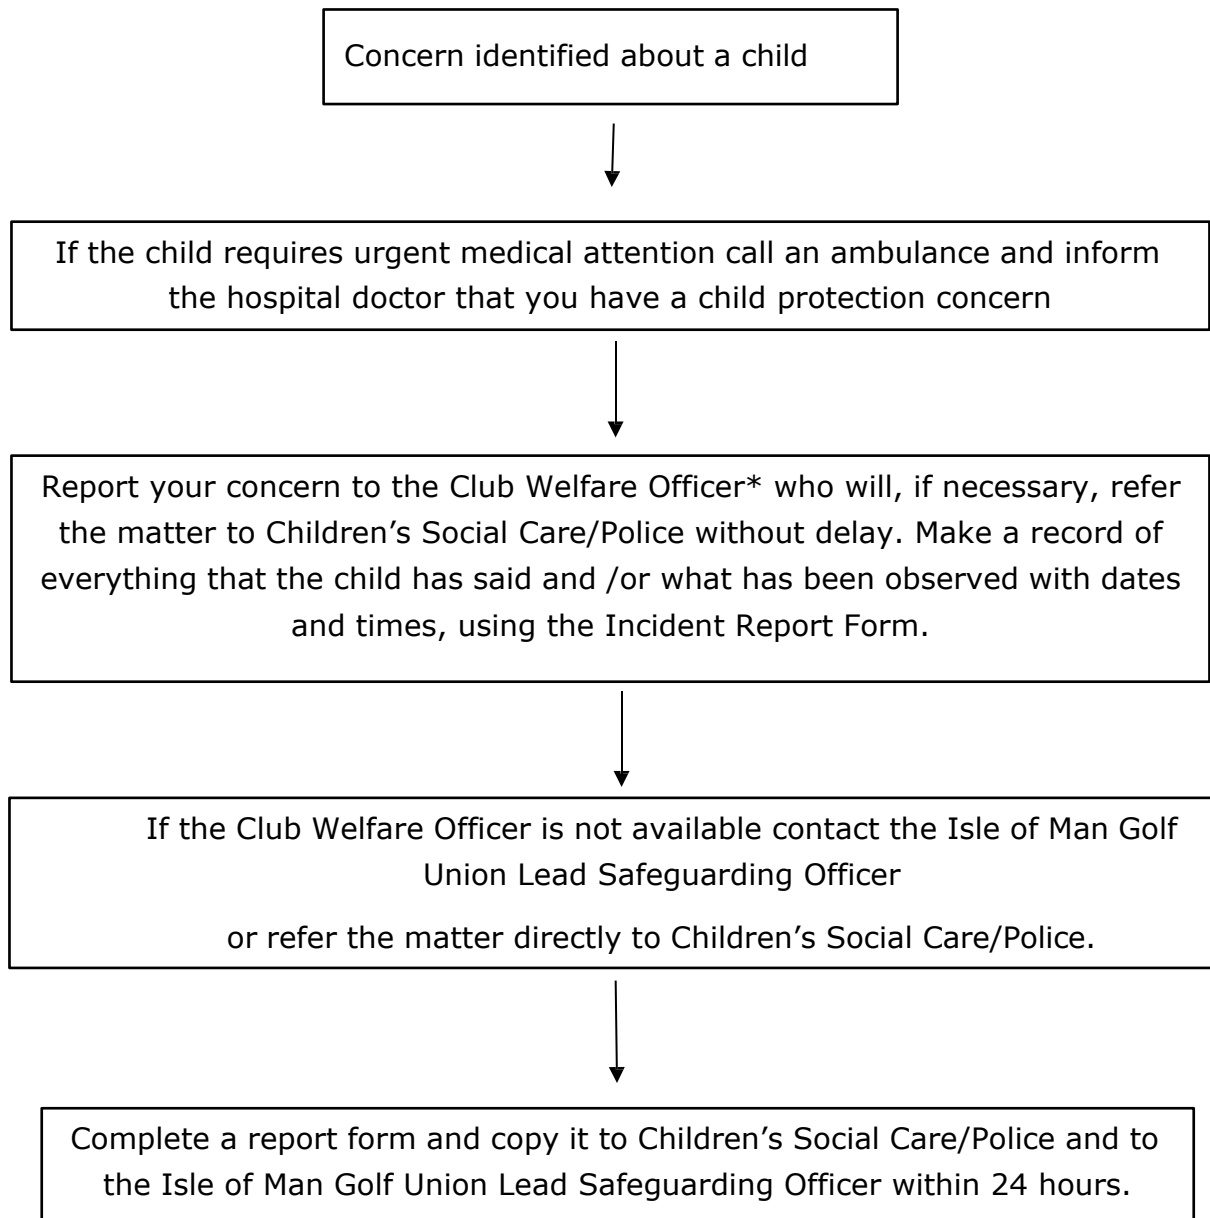 Concern identified about a child
If the child requires urgent medical attention call an ambulance and inform
the hospital doctor that you have a child protection concern
Report your concern to the Club Welfare Officer* who will, if necessary, refer
the matter to Children’s Social Care/Police without delay. Make a record of
everything that the child has said and /or what has been observed with dates
and times, using the Incident Report Form.
If the Club Welfare Officer is not available contact the Isle of Man Golf
Union Lead Safeguarding Officer
or refer the matter directly to Children’s Social Care/Police.
Complete a report form and copy it to Children’s Social Care/Police and to
the Isle of Man Golf Union Lead Safeguarding Officer within 24 hours.